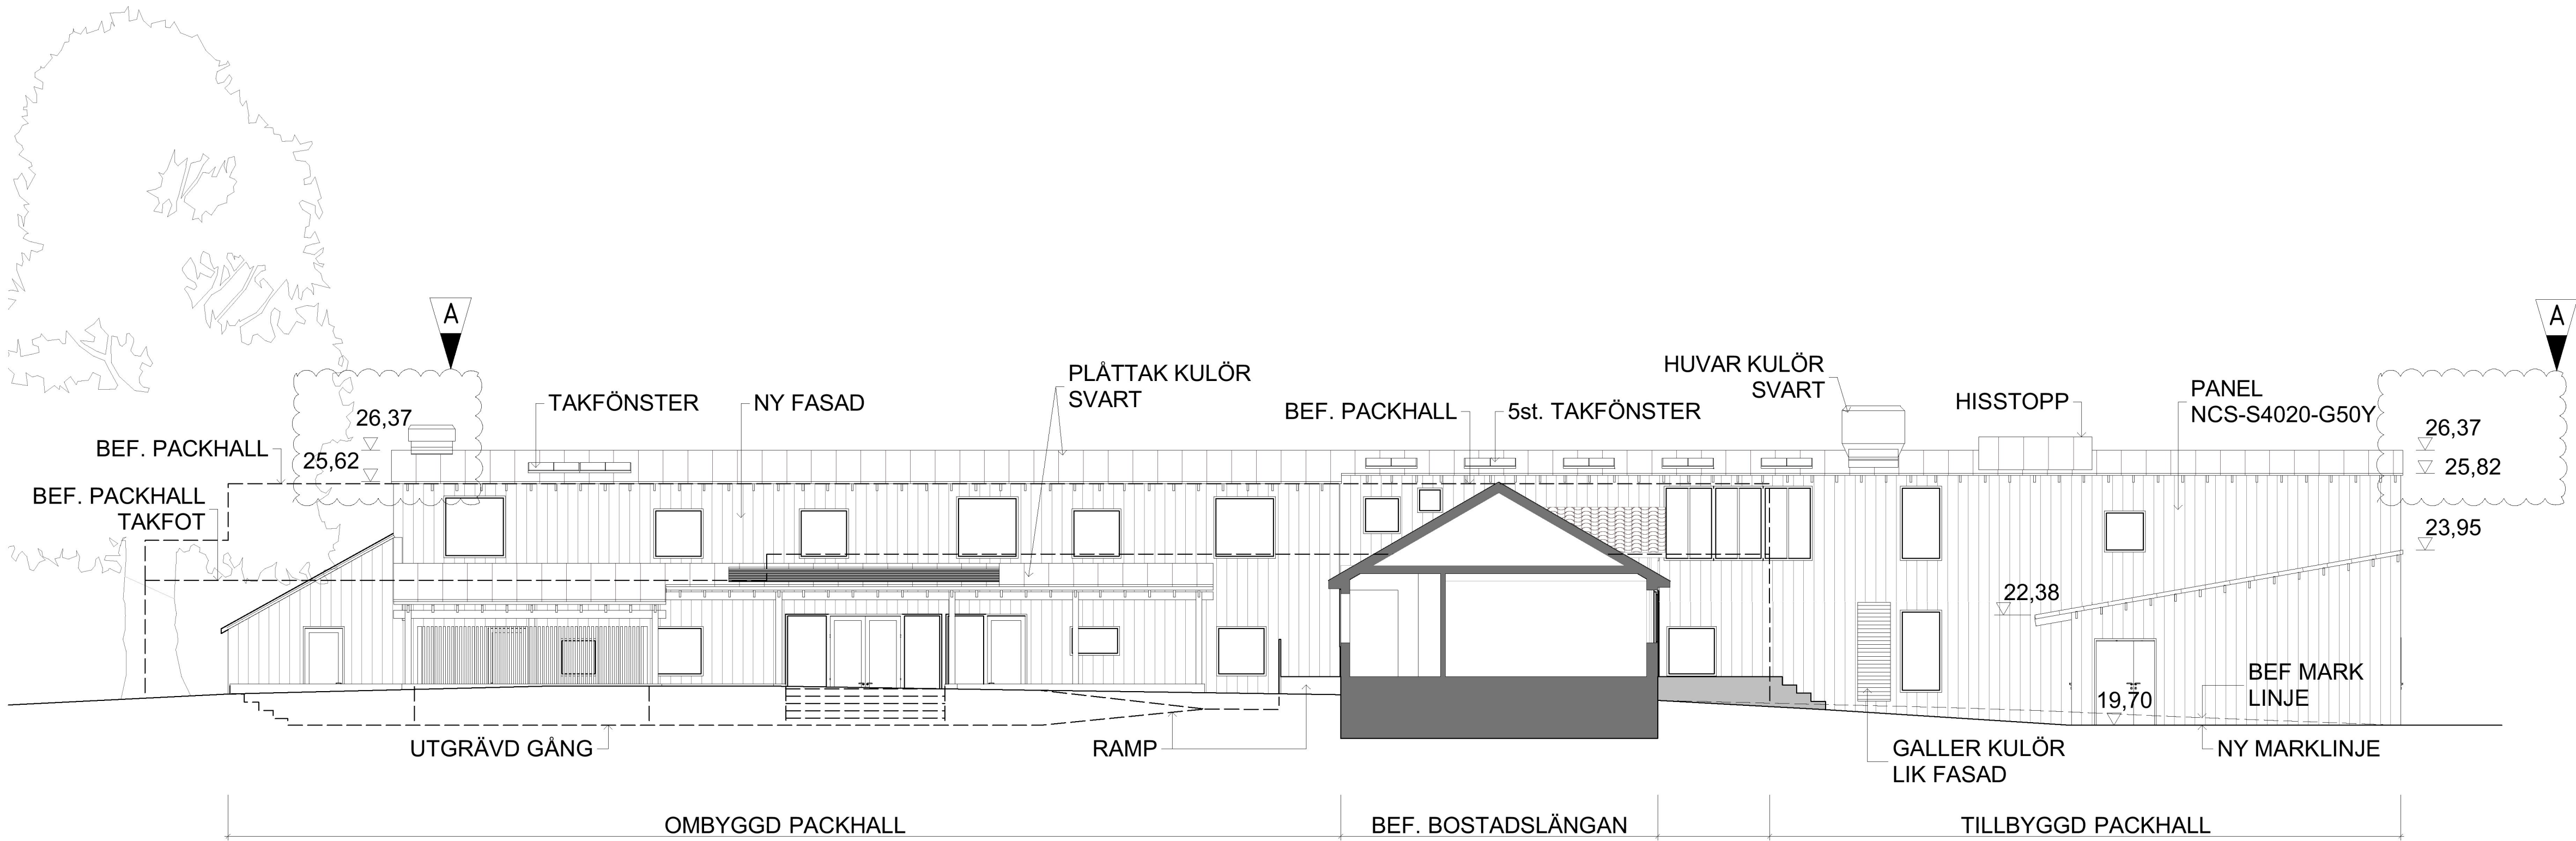 A
A
PLÅTTAK KULÖR
SVART
HUVAR KULÖR
SVART
TAKFÖNSTER
NY FASAD
BEF. PACKHALL
5st. TAKFÖNSTER
HISSTOPP
PANEL
NCS-S4020-G50Y
26,37
25,62
26,37
25,82
BEF. PACKHALL
BEF. PACKHALL
TAKFOT
23,95
22,38
19,70
BEF MARK
LINJE
UTGRÄVD GÅNG
RAMP
GALLER KULÖR
LIK FASAD
NY MARKLINJE
OMBYGGD PACKHALL
BEF. BOSTADSLÄNGAN
TILLBYGGD PACKHALL